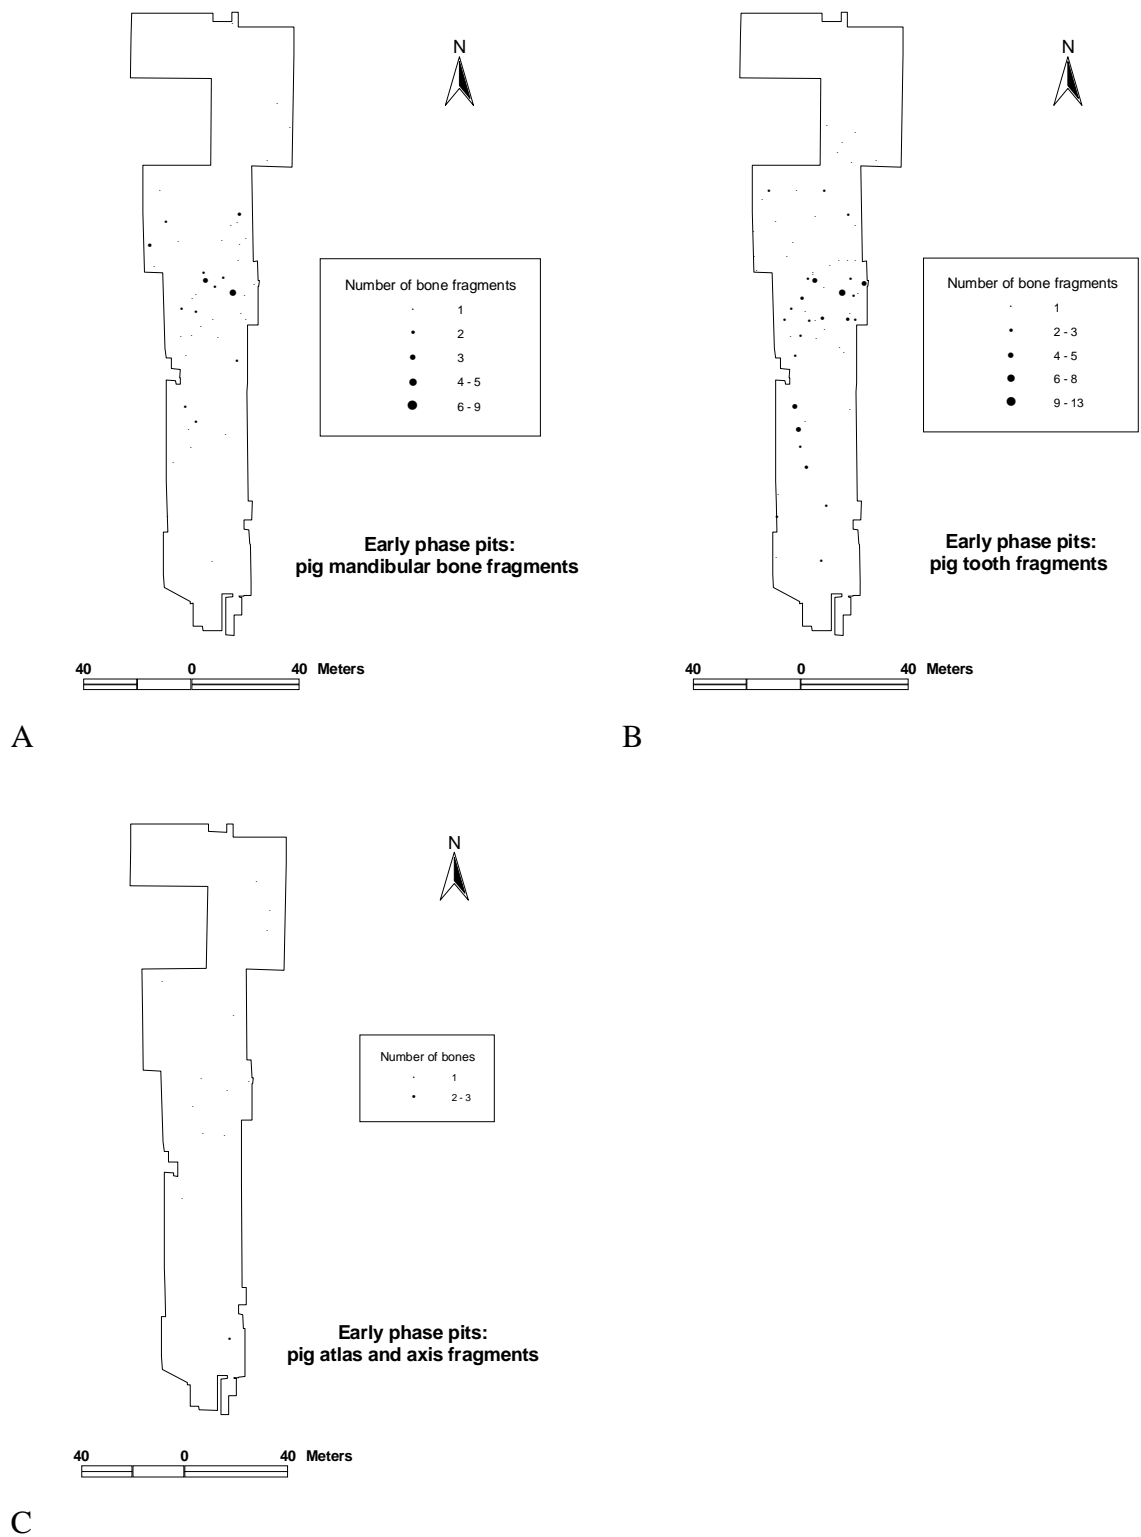 N
Number of bone fragments
1
2
3
4 - 5
6 - 9
Early phase pits:
pig mandibular bone fragments
40 0 40 Meters
A
N
Number of bone fragments
1
2 - 3
4 - 5
6 - 8
9 - 13
Early phase pits:
pig tooth fragments
40 0 40 Meters
B
N
Number of bones
1
2 - 3
Early phase pits:
pig atlas and axis fragments
40 0 40 Meters
C